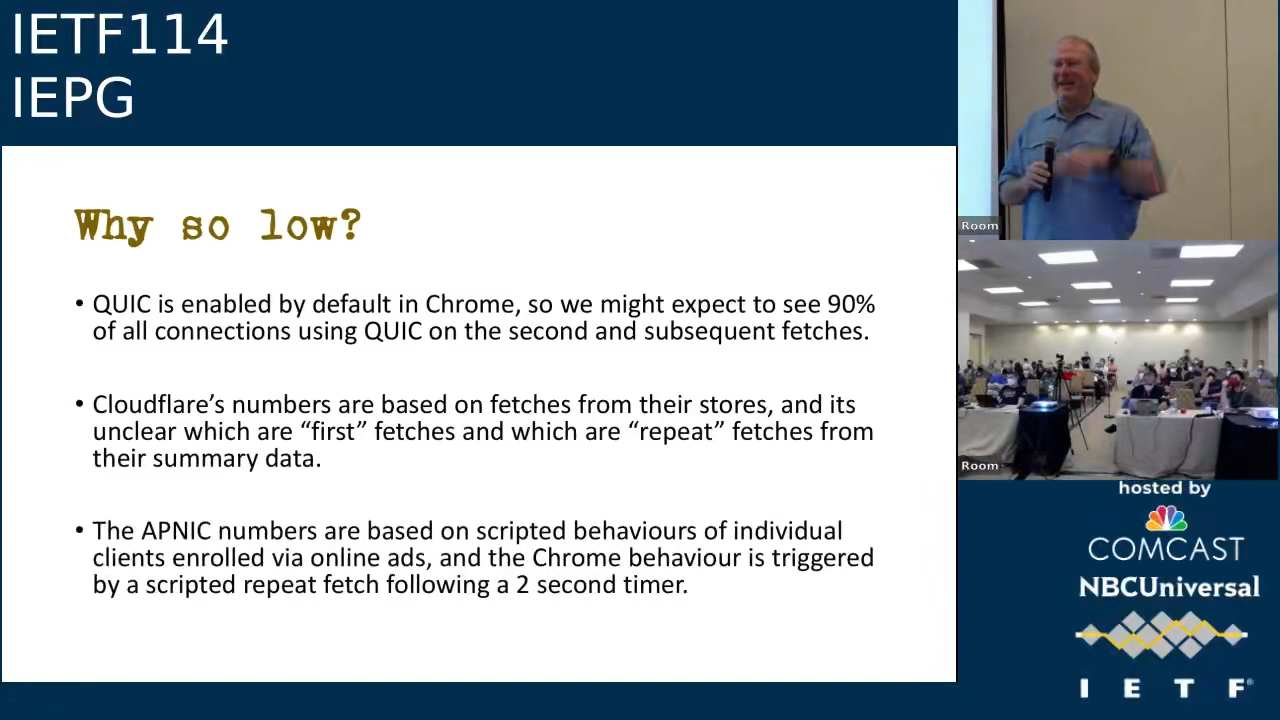 IETF114
IEPG
Why so low?
• QUIC is enabled by default in Chrome, so we might expect to see 90%
of all connections using QUIC on the second and subsequent fetches.
• Cloudflare’s numbers are based on fetches from their stores, and its
unclear which are “first” fetches and which are “repeat” fetches from
their summary data.
• The APNIC numbers are based on scripted behaviours of individual
clients enrolled via online ads, and the Chrome behaviour is triggered
by a scripted repeat fetch following a 2 second timer.
Room
Room
hosted by
COMCAST
NBCUniversal
I E T F®